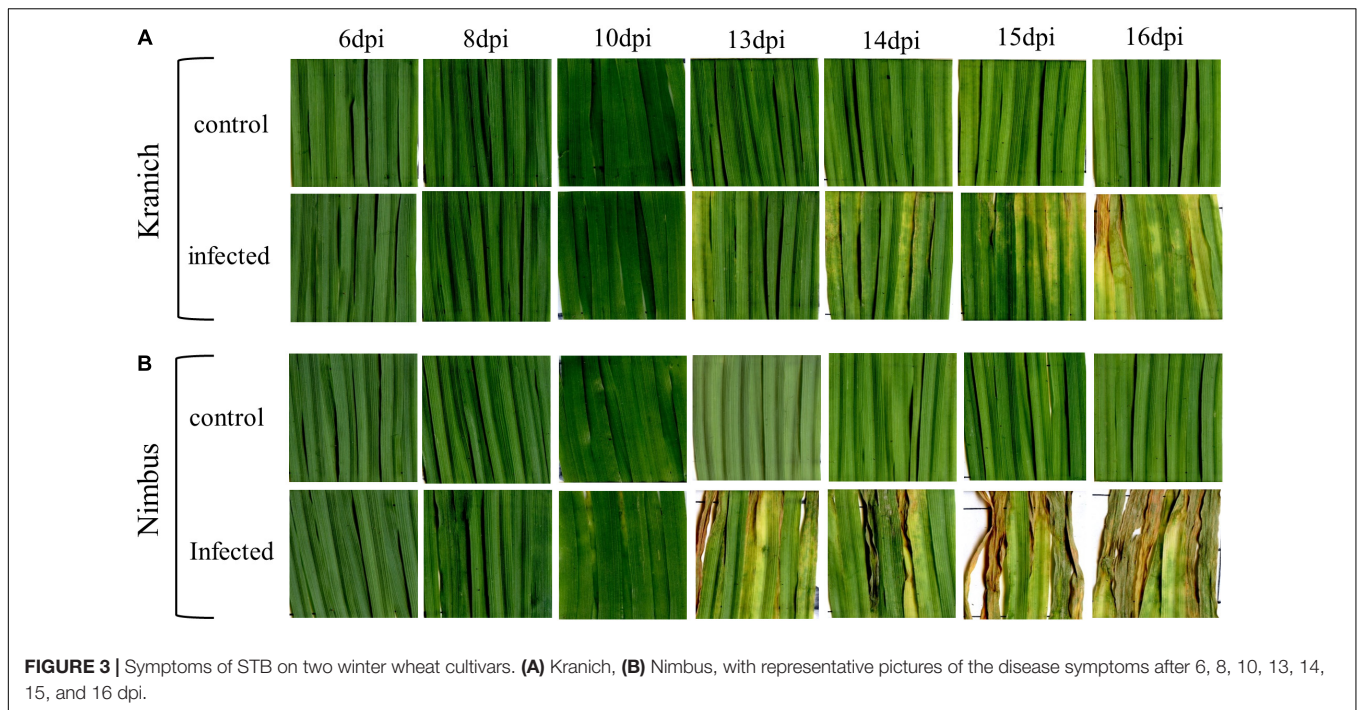 A
6dpi 8dpi 10dpi 13dpi 14dpi 15dpi 16dpi
Kranich
control
infected
B
Nimbus
control
Infected
FIGURE 3 | Symptoms of STB on two winter wheat cultivars. (A) Kranich, (B) Nimbus, with representative pictures of the disease symptoms after 6, 8, 10, 13, 14,
15, and 16 dpi.